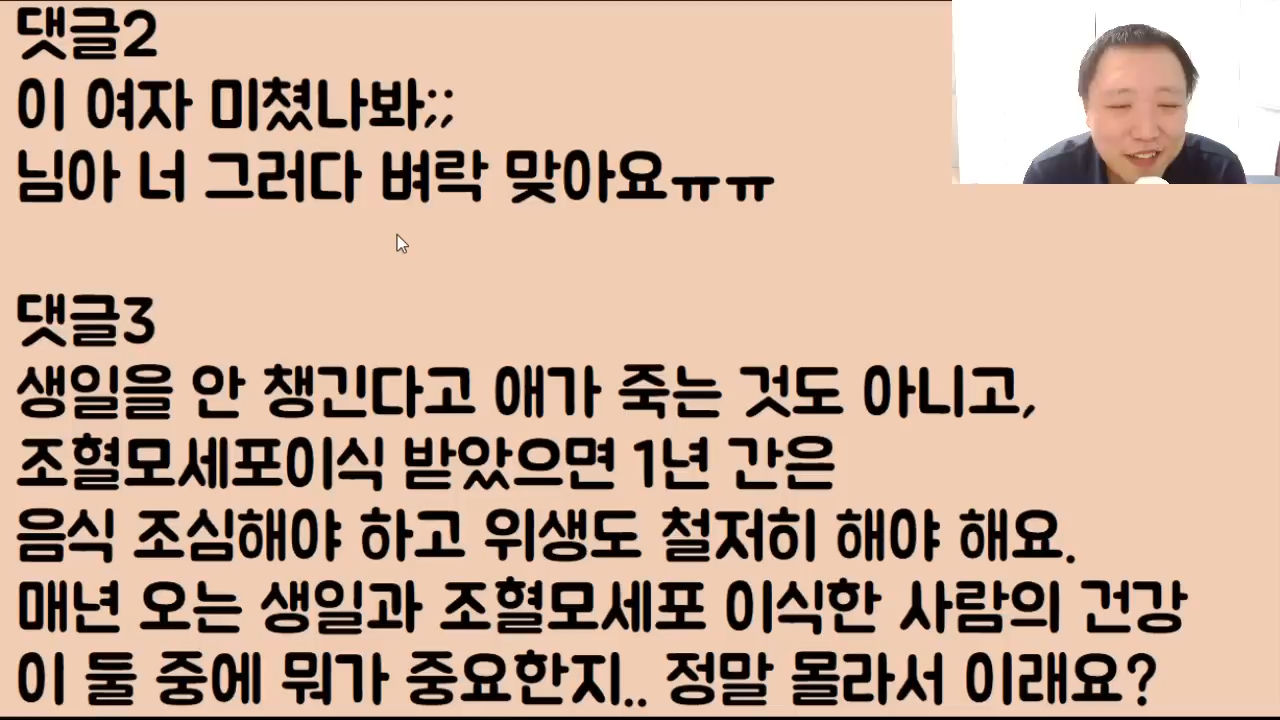 댓글2
이 여자 미쳤나봐;;
님아 너 그러다 벼락 맞아요ㅠㅠ
댓글3
생일을 안 챙긴다고 애가 죽는 것도 아니고,
조혈모세포이식 받았으면 1년 간은
음식 조심해야 하고 위생도 철저히 해야 해요.
매년 오는 생일과 조혈모세포 이식한 사람의 건강
이 둘 중에 뭐가 중요한지.. 정말 몰라서 이래요?